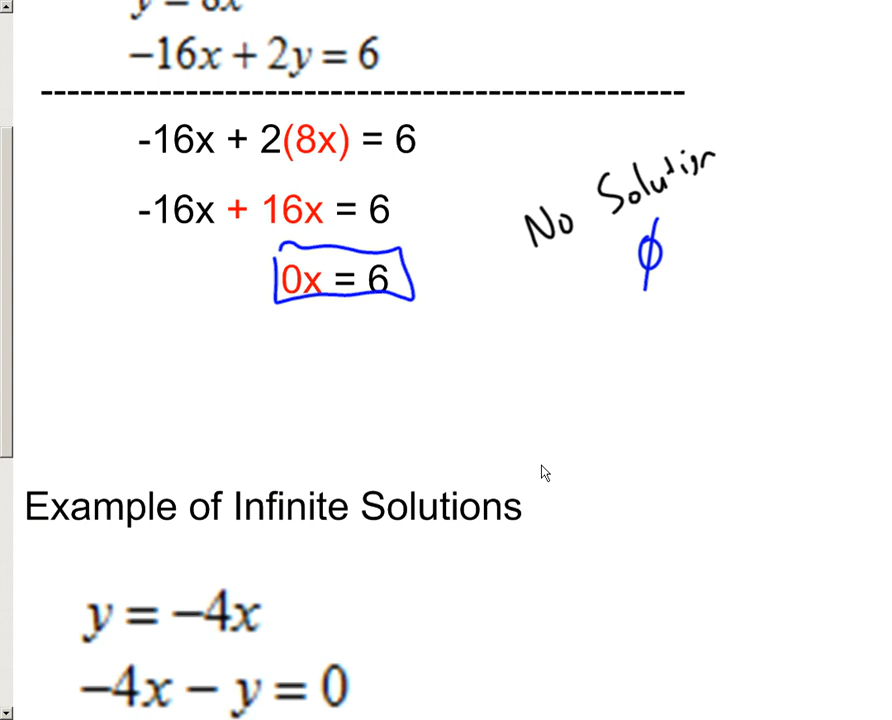 y = 8x
−16x + 2y = 6
-16x + 2(8x) = 6
-16x + 16x = 6
0x = 6
No Solution
ϕ
Example of Infinite Solutions
y = −4x
−4x − y = 0